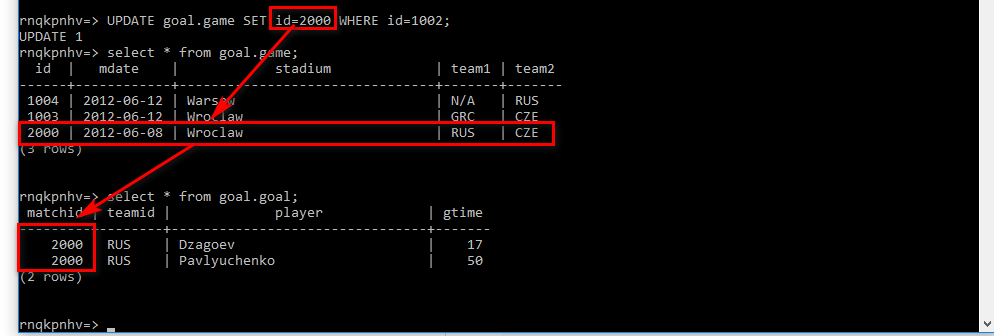 rnqkpnhv=> UPDATE goal.game SET id=2000 WHERE id=1002;
UPDATE 1
rnqkpnhv=> select * from goal.game;
id | mdate | stadium | team1 | team2
------+------------+--------------------------------+-------+-------
1004 | 2012-06-12 | Warsaw | N/A | RUS
1003 | 2012-06-12 | Wroclaw | GRC | CZE
2000 | 2012-06-08 | Wroclaw | RUS | CZE
(3 rows)
rnqkpnhv=> select * from goal.goal;
matchid | teamid | player | gtime
---------+--------+--------------------------------+-------
2000 | RUS | Dzagoev | 17
2000 | RUS | Pavlyuchenko | 50
(2 rows)
rnqkpnhv=> _